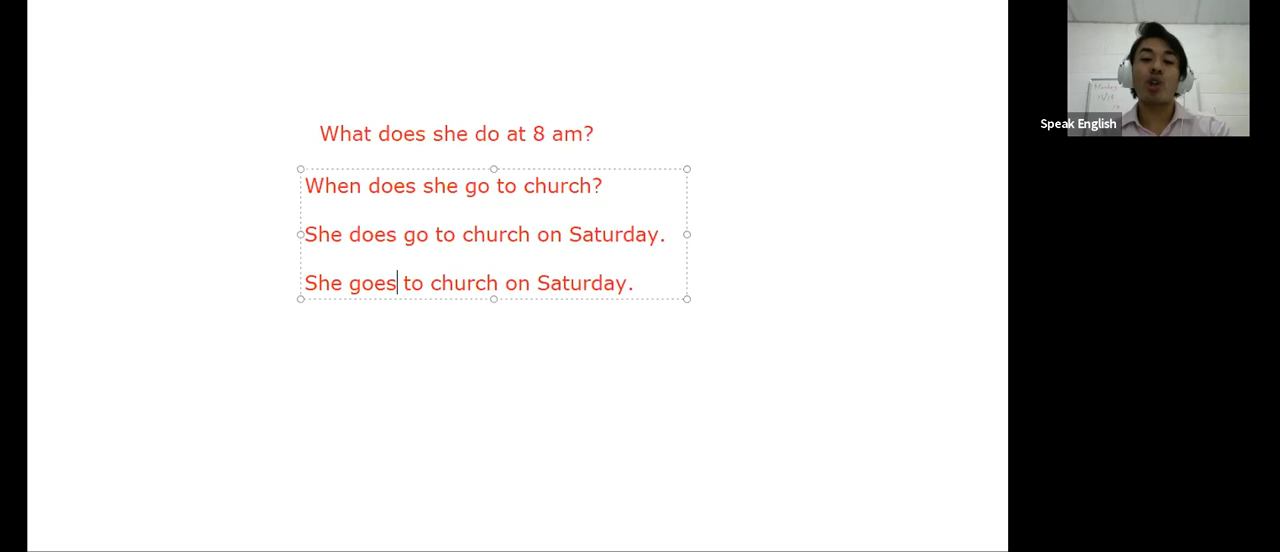 What does she do at 8 am?
When does she go to church?
She does go to church on Saturday.
She goes to church on Saturday.
Speak English